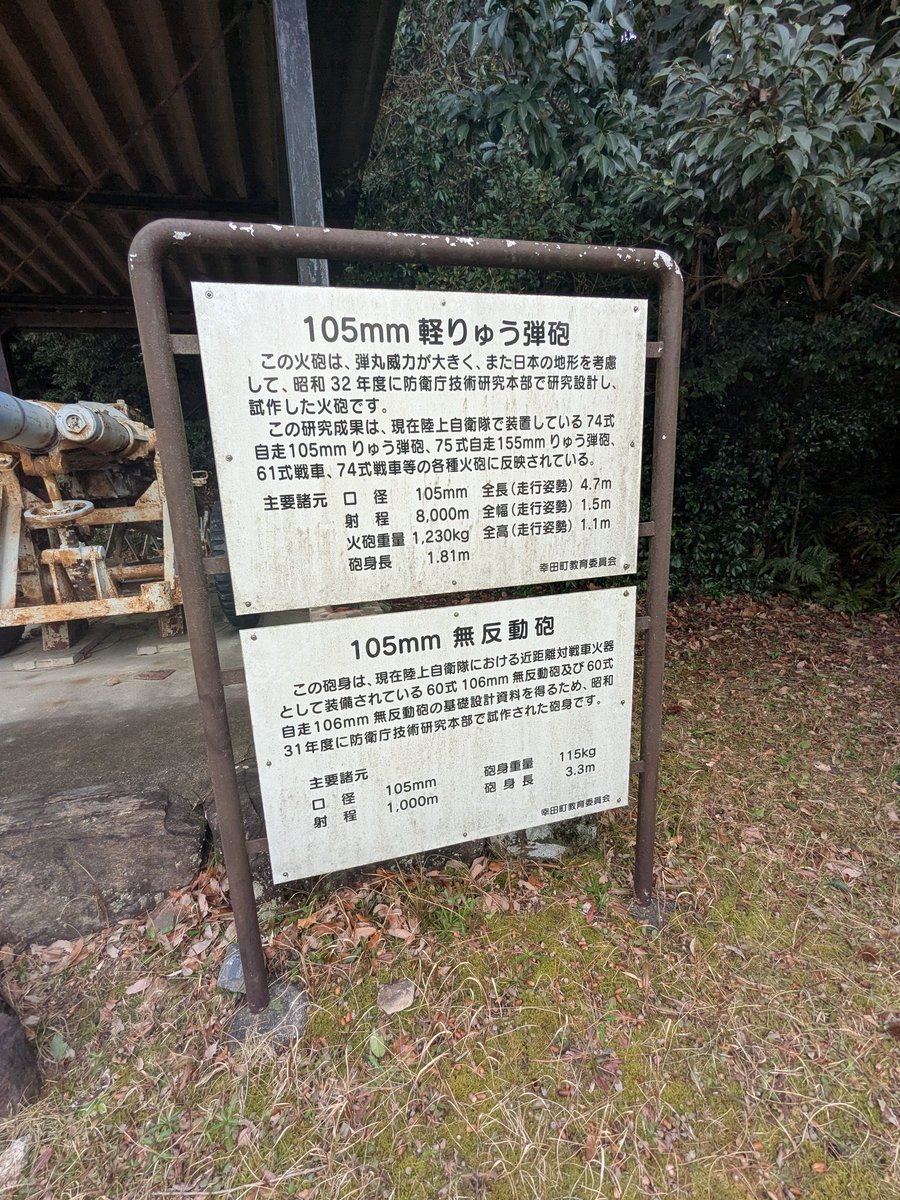 105mm 軽りゅう弾砲
この火砲は、弾丸威力が大きく、また日本の地形を考慮
して、昭和32年度に防衛庁技術研究本部で研究設計し、
試作した火砲です。
この研究成果は、現在陸上自衛隊で装置している74式
自走105mmりゅう弾砲、75式自走155mmりゅう弾砲、
61式戦車、74式戦車等の各種火砲に反映されている。
主要諸元 口径 105mm 全長(走行姿勢) 4.7m
射程 8,000m 全幅(走行姿勢) 1.5m
火砲重量 1,230kg 全高(走行姿勢) 1.1m
砲身長 1.81m
幸田町教育委員会
105mm 無反動砲
この砲身は、現在陸上自衛隊における近距離対戦車火器
として装備されている60式106mm無反動砲及び60式
自走106mm無反動砲の基礎設計資料を得るため、昭和
31年度に防衛庁技術研究本部で試作された砲身です。
主要諸元
口径 105mm 砲身重量 115kg
射程 1,000m 砲身長 3.3m
幸田町教育委員会